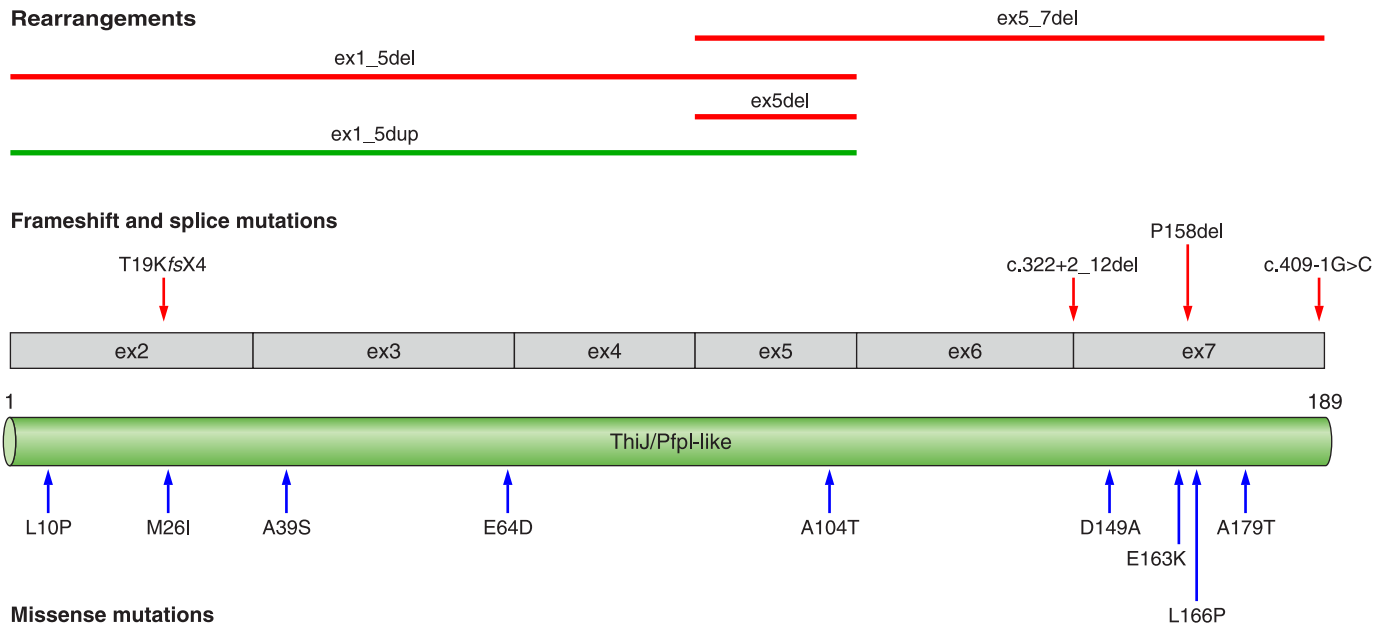 Rearrangements
ex5_7del
ex1_5del
ex5del
ex1_5dup
Frameshift and splice mutations
P158del
T19KfsX4
c.322+2_12del
c.409-1G>C
ex2 ex3 ex4 ex5 ex6 ex7
1 189
ThiJ/PfpI-like
L10P M26I A39S E64D A104T D149A A179T
E163K
L166P
Missense mutations